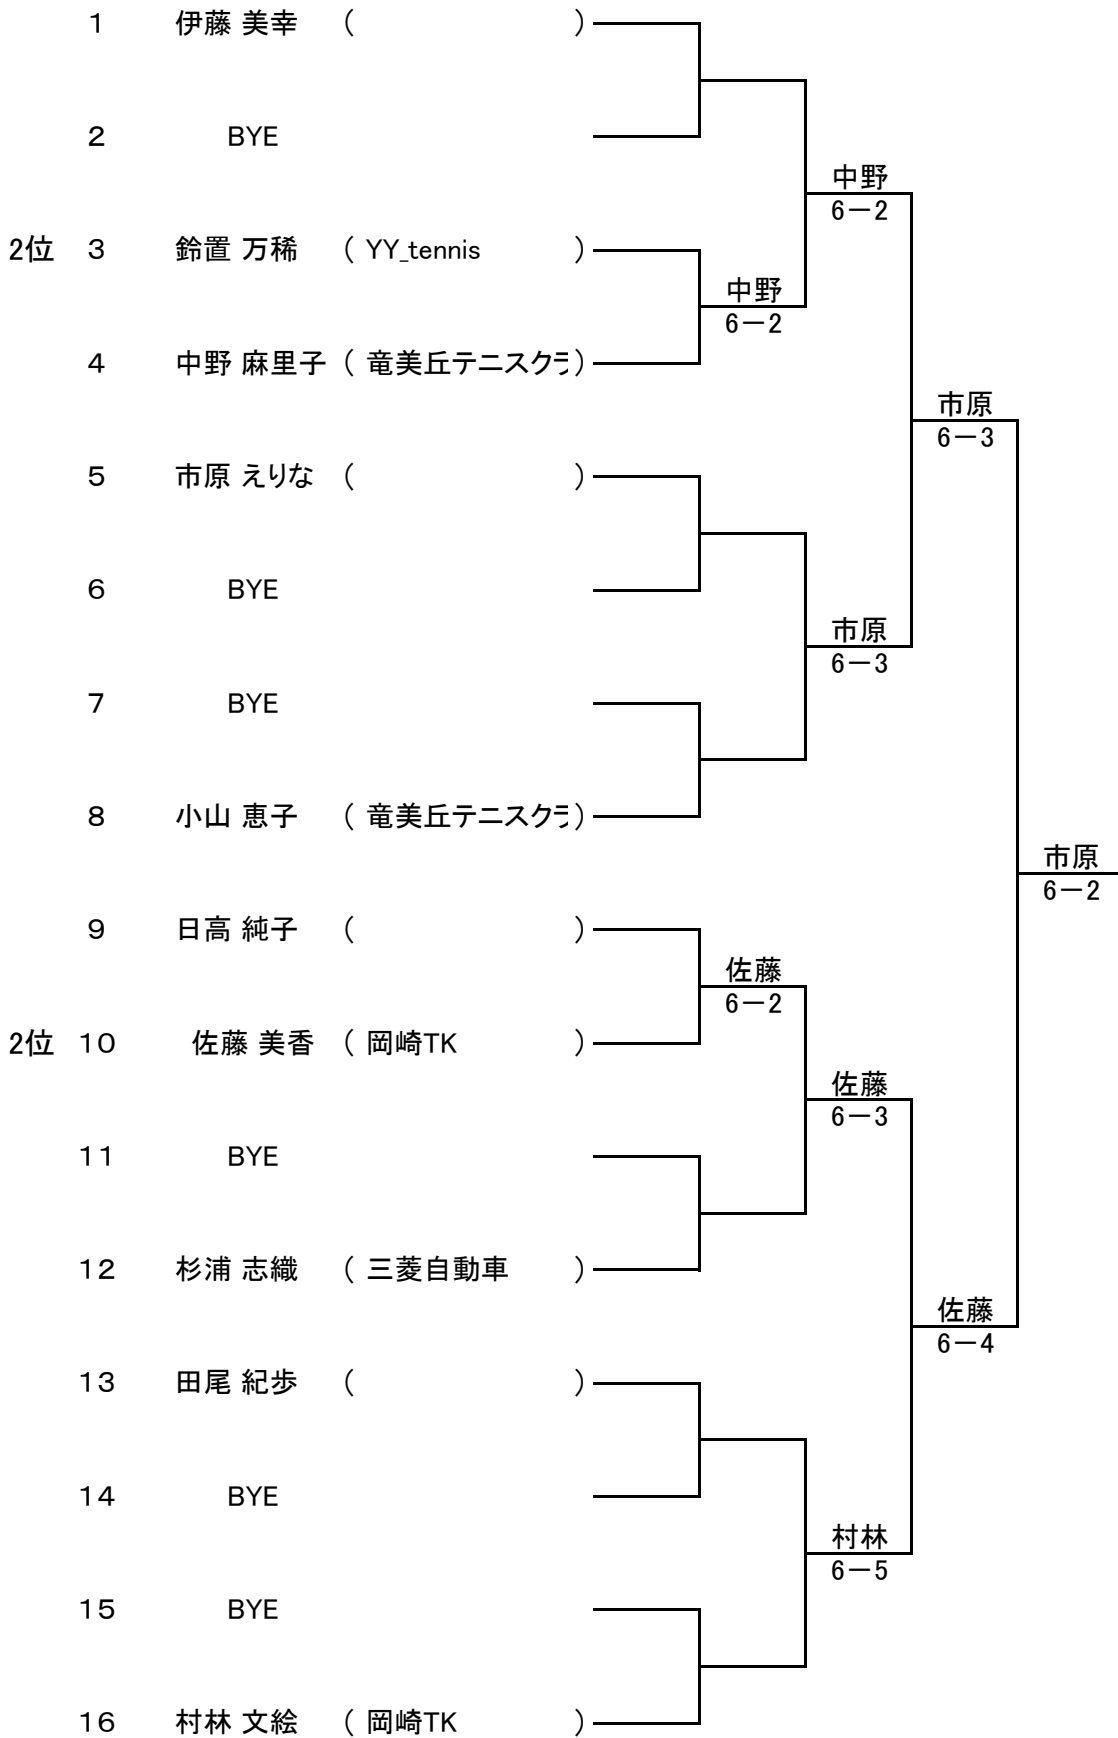 1 伊藤 美幸 ( )
2 BYE
中野
6－2
2位 3 鈴置 万稀 ( YY_tennis )
中野
6－2
4 中野 麻里子 ( 竜美丘テニスクラ )
市原
6－3
5 市原 えりな ( )
6 BYE
市原
6－3
7 BYE
8 小山 恵子 ( 竜美丘テニスクラ )
市原
6－2
9 日高 純子 ( )
佐藤
6－2
2位 10 佐藤 美香 ( 岡崎TK )
佐藤
6－3
11 BYE
12 杉浦 志織 ( 三菱自動車 )
佐藤
6－4
13 田尾 紀歩 ( )
14 BYE
村林
6－5
15 BYE
16 村林 文絵 ( 岡崎TK )